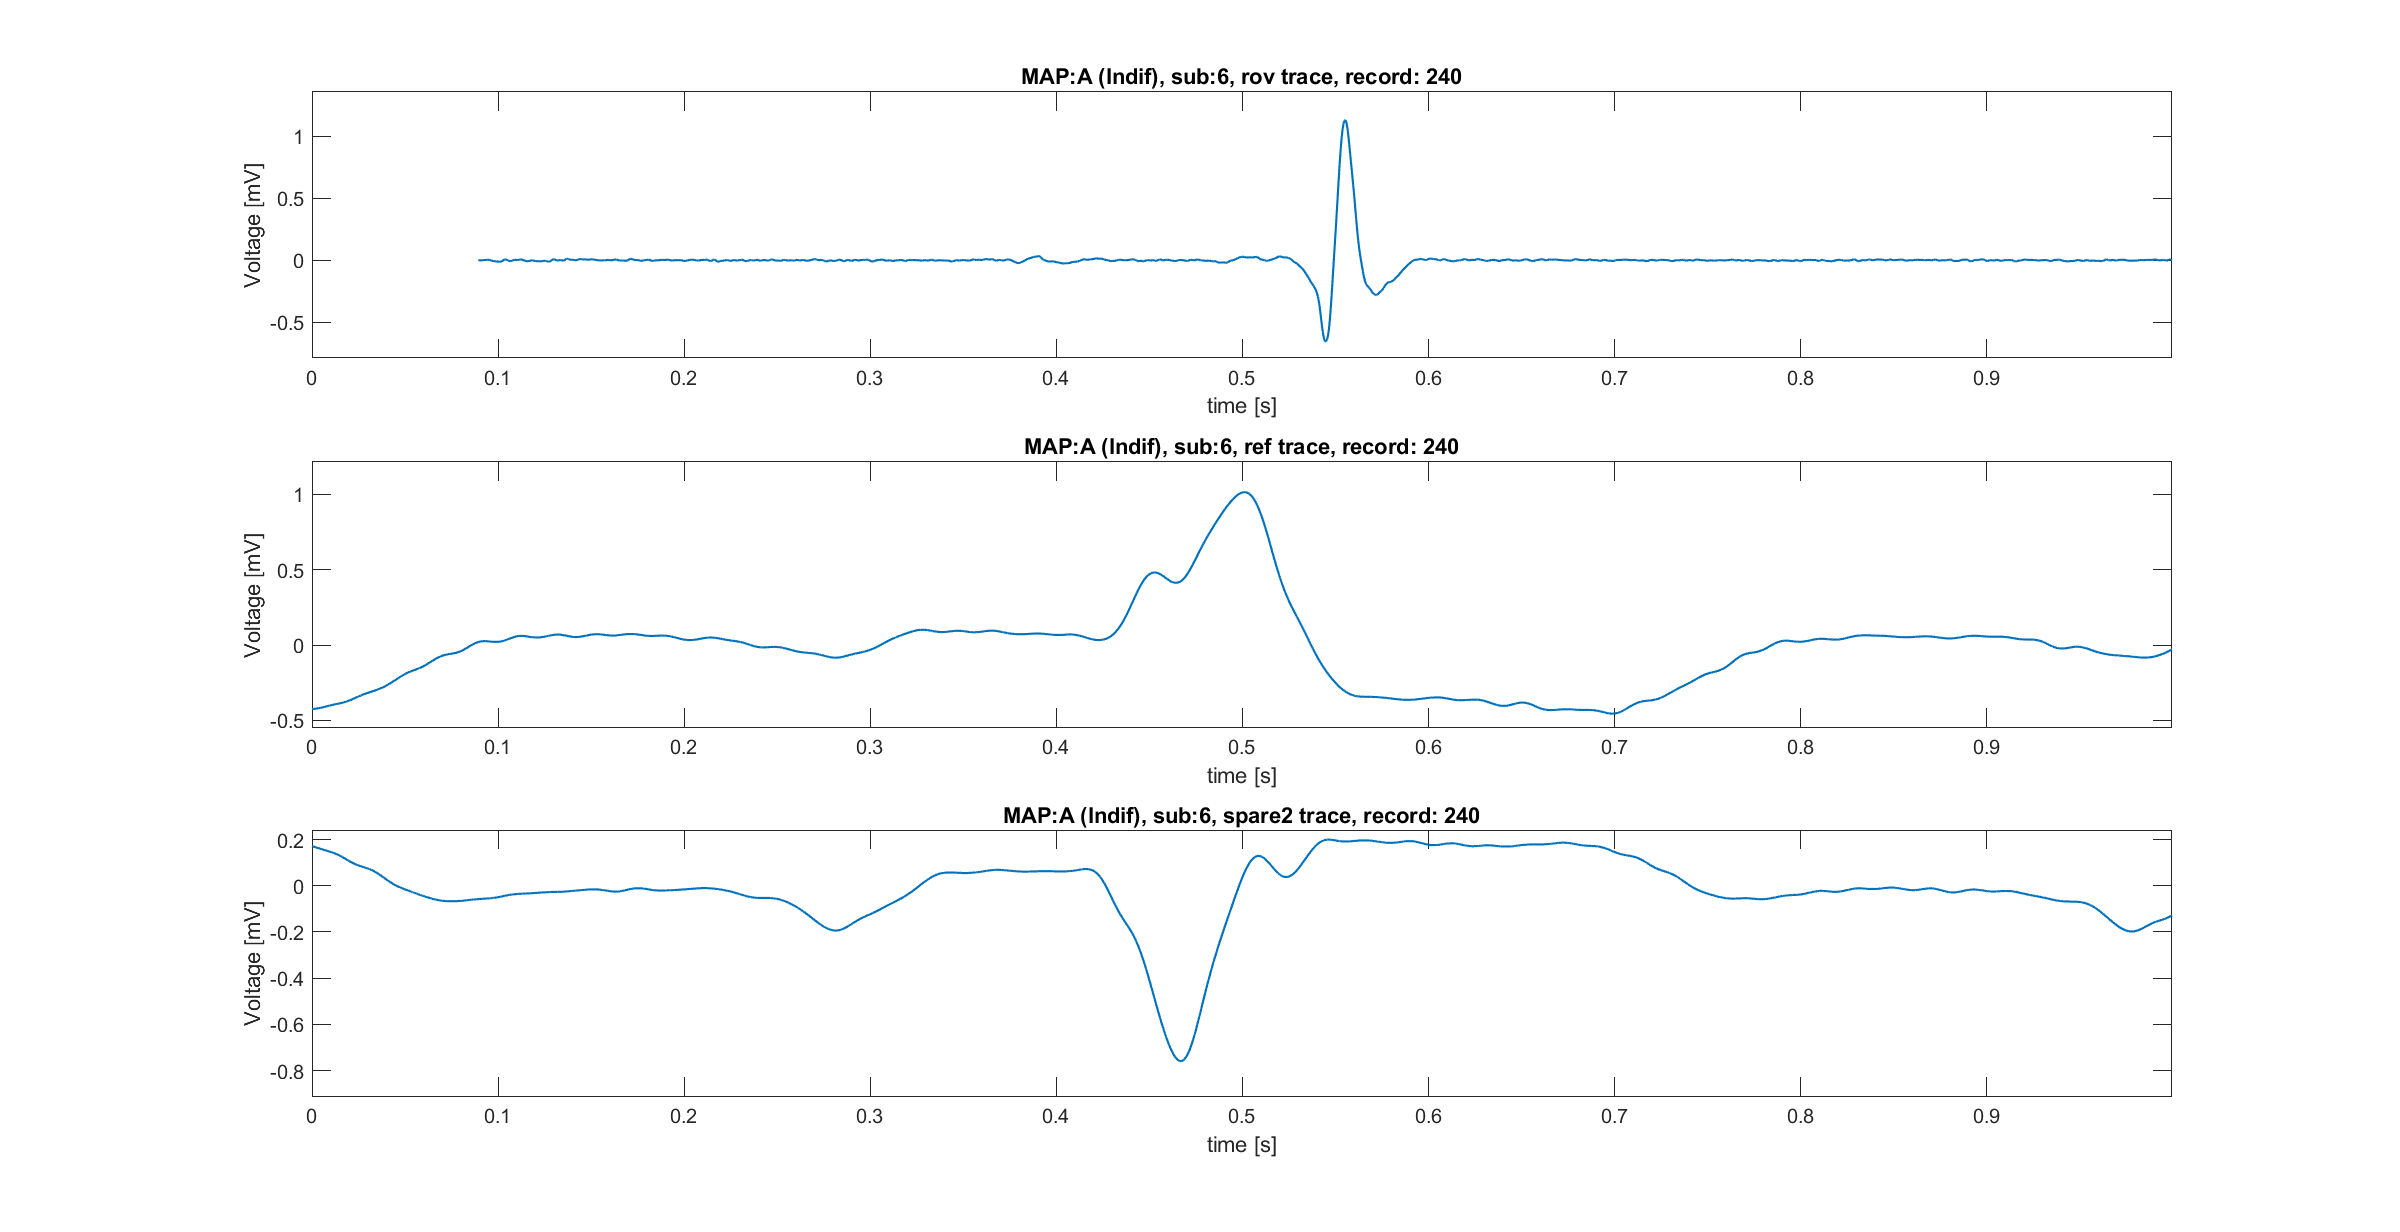 MAP:A (Indif), sub:6, rov trace, record: 240
Voltage [mV]
1
0.5
0
-0.5
0 0.1 0.2 0.3 0.4 0.5 0.6 0.7 0.8 0.9
time [s]
MAP:A (Indif), sub:6, ref trace, record: 240
Voltage [mV]
1
0.5
0
-0.5
0 0.1 0.2 0.3 0.4 0.5 0.6 0.7 0.8 0.9
time [s]
MAP:A (Indif), sub:6, spare2 trace, record: 240
Voltage [mV]
0.2
0
-0.2
-0.4
-0.6
-0.8
0 0.1 0.2 0.3 0.4 0.5 0.6 0.7 0.8 0.9
time [s]